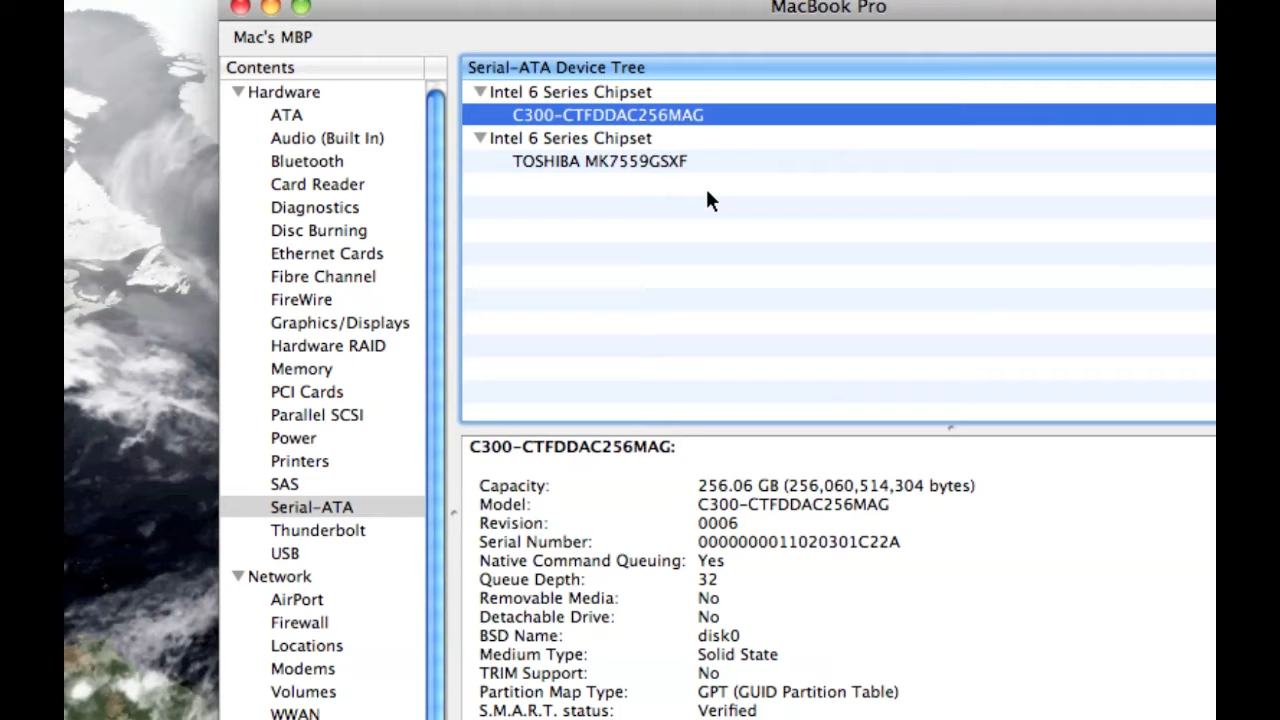 MacBook Pro
Mac's MBP
Contents
Hardware
ATA
Audio (Built In)
Bluetooth
Card Reader
Diagnostics
Disc Burning
Ethernet Cards
Fibre Channel
FireWire
Graphics/Displays
Hardware RAID
Memory
PCI Cards
Parallel SCSI
Power
Printers
SAS
Serial-ATA
Thunderbolt
USB
Network
AirPort
Firewall
Locations
Modems
Volumes
WWAN
Serial-ATA Device Tree
Intel 6 Series Chipset
C300-CTFDDAC256MAG
Intel 6 Series Chipset
TOSHIBA MK7559GSXF
C300-CTFDDAC256MAG:
Capacity: 256.06 GB (256,060,514,304 bytes)
Model: C300-CTFDDAC256MAG
Revision: 0006
Serial Number: 0000000011020301C22A
Native Command Queuing: Yes
Queue Depth: 32
Removable Media: No
Detachable Drive: No
BSD Name: disk0
Medium Type: Solid State
TRIM Support: No
Partition Map Type: GPT (GUID Partition Table)
S.M.A.R.T. status: Verified